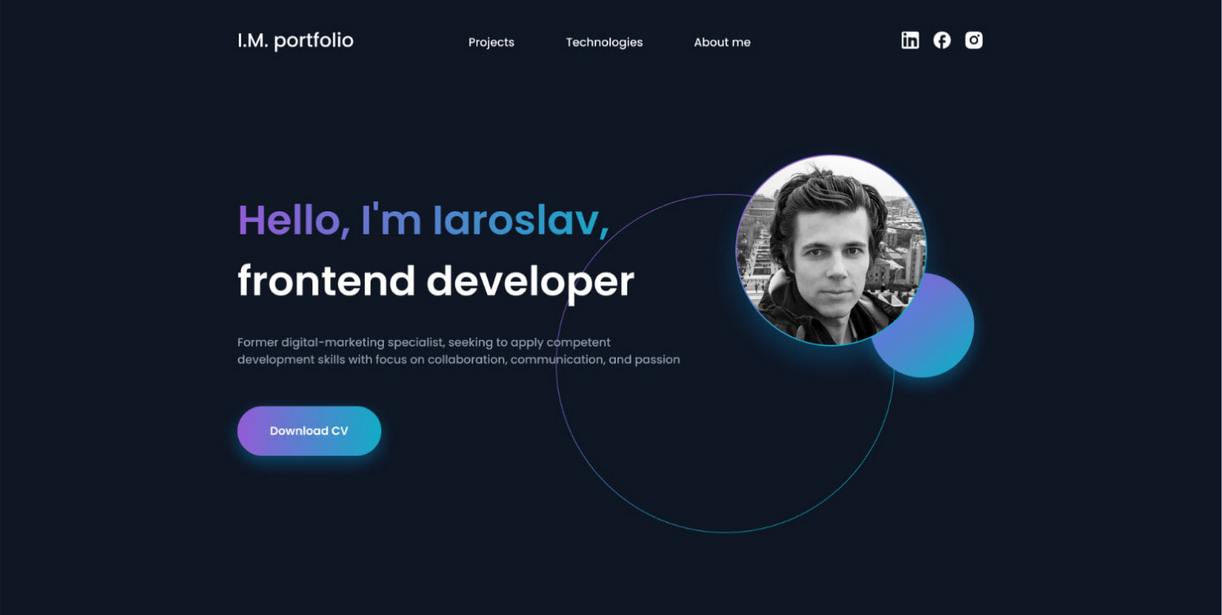 I.M. portfolio
Projects
Technologies
About me
Hello, I'm Iaroslav,
frontend developer
Former digital-marketing specialist, seeking to apply competent
development skills with focus on collaboration, communication, and passion
Download CV